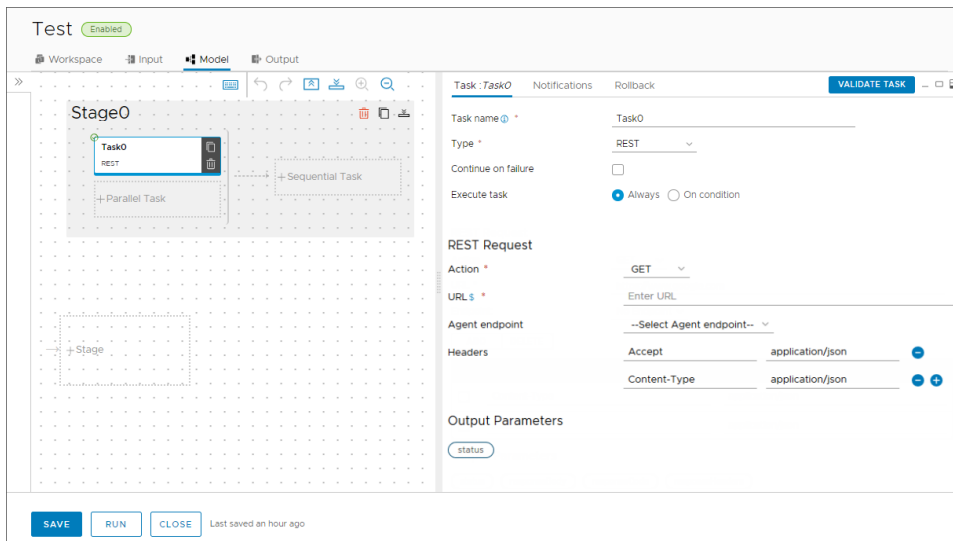 Test Enabled
Workspace Input Model Output
Stage0
Task0
REST
+Parallel Task
+Sequential Task
+Stage
Task :Task0 Notifications Rollback VALIDATE TASK
Task name * Task0
Type * REST
Continue on failure
Execute task Always On condition
REST Request
Action * GET
URL $ * Enter URL
Agent endpoint --Select Agent endpoint--
Headers Accept application/json
Content-Type application/json
Output Parameters
status
SAVE RUN CLOSE Last saved an hour ago